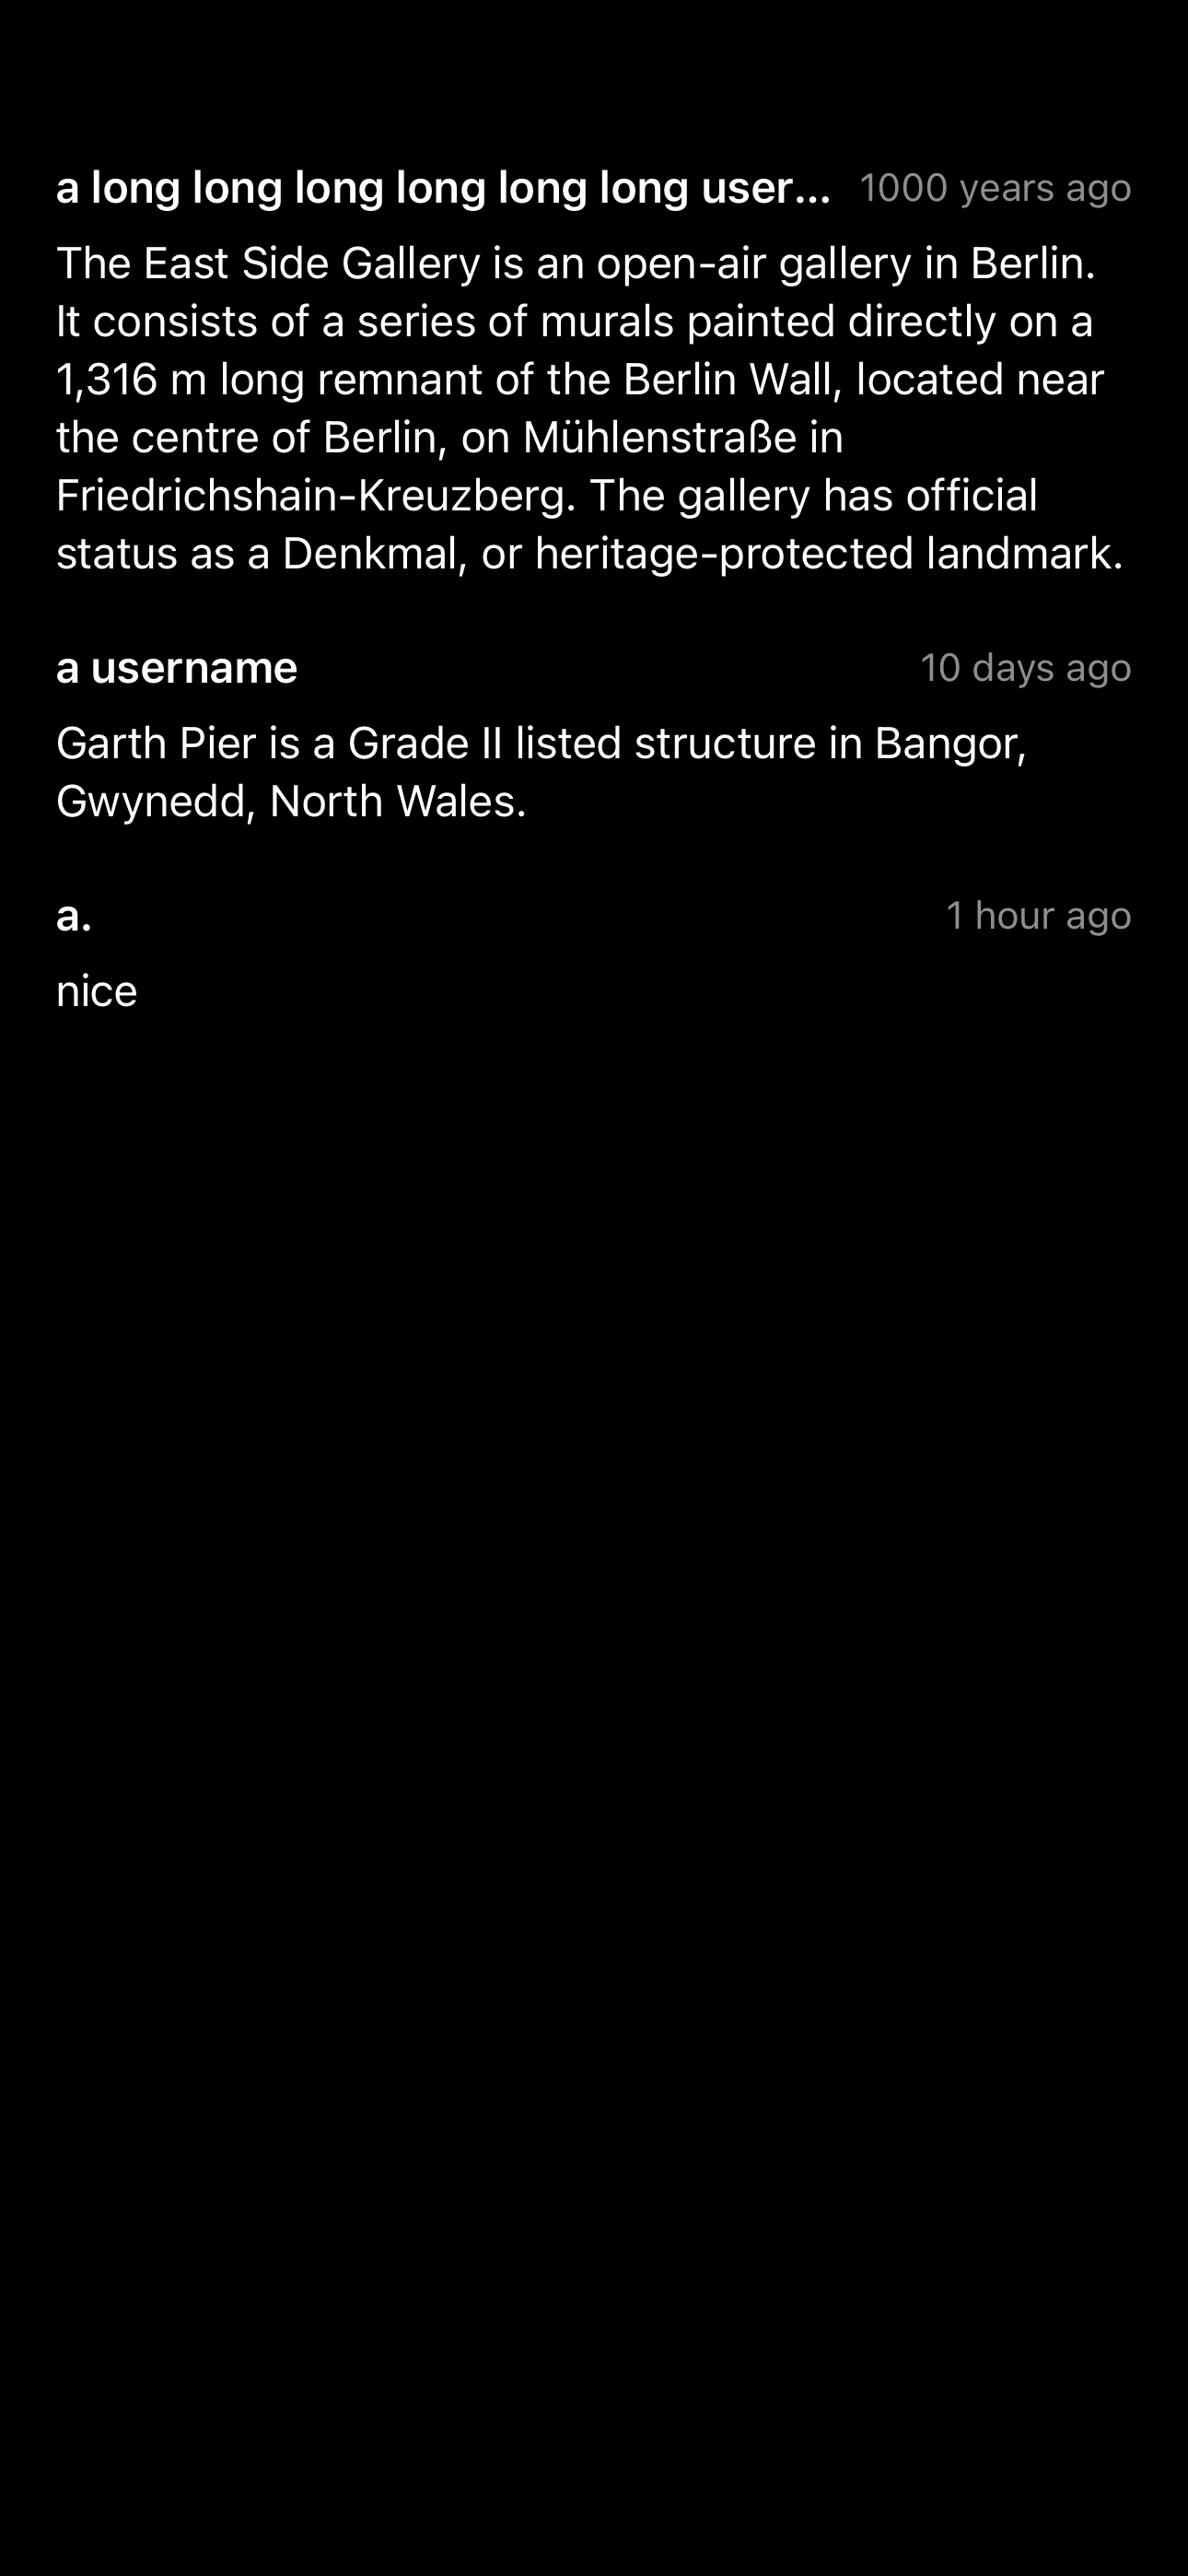 a long long long long long long user... 1000 years ago
The East Side Gallery is an open-air gallery in Berlin.
It consists of a series of murals painted directly on a
1,316 m long remnant of the Berlin Wall, located near
the centre of Berlin, on Mühlenstraße in
Friedrichshain-Kreuzberg. The gallery has official
status as a Denkmal, or heritage-protected landmark.
a username 10 days ago
Garth Pier is a Grade II listed structure in Bangor,
Gwynedd, North Wales.
a. 1 hour ago
nice